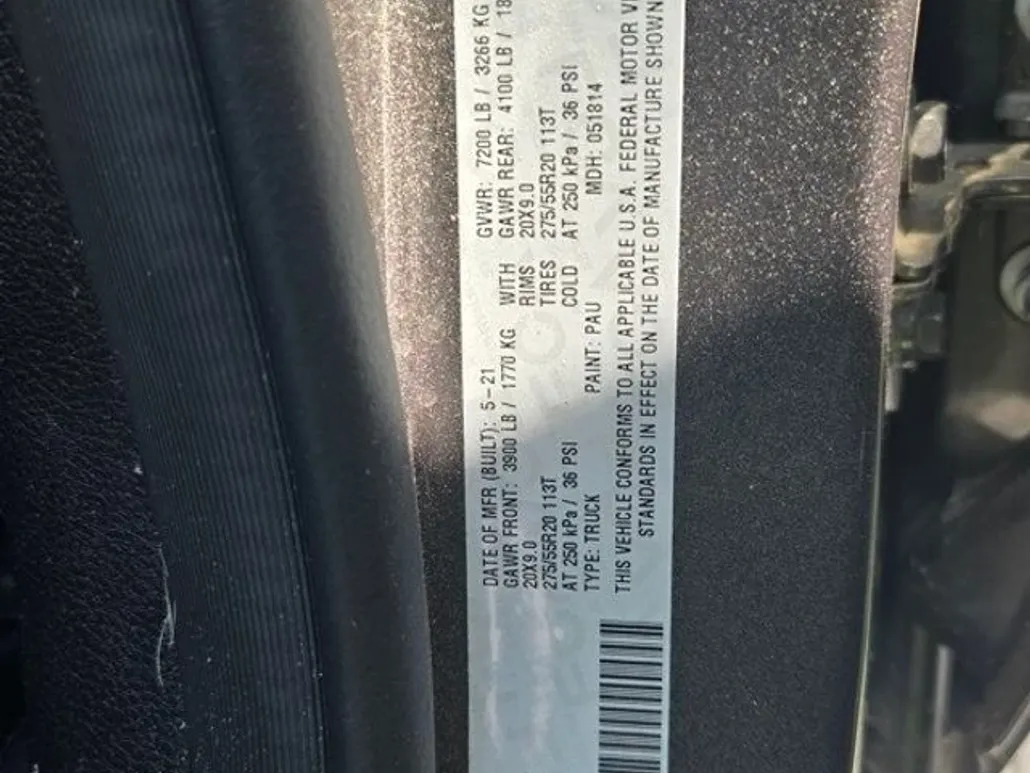 DATE OF MFR (BUILT): 5-21 GVWR: 7200 LB / 3266 KG
GAWR FRONT: 3900 LB / 1770 KG WITH GAWR REAR: 4100 LB / 18
20X9.0 RIMS 20X9.0
275/55R20 113T TIRES 275/55R20 113T
AT 250 kPa / 36 PSI COLD AT 250 kPa / 36 PSI
TYPE: TRUCK PAINT: PAU MDH: 051814
THIS VEHICLE CONFORMS TO ALL APPLICABLE U.S.A. FEDERAL MOTOR VE
STANDARDS IN EFFECT ON THE DATE OF MANUFACTURE SHOWN